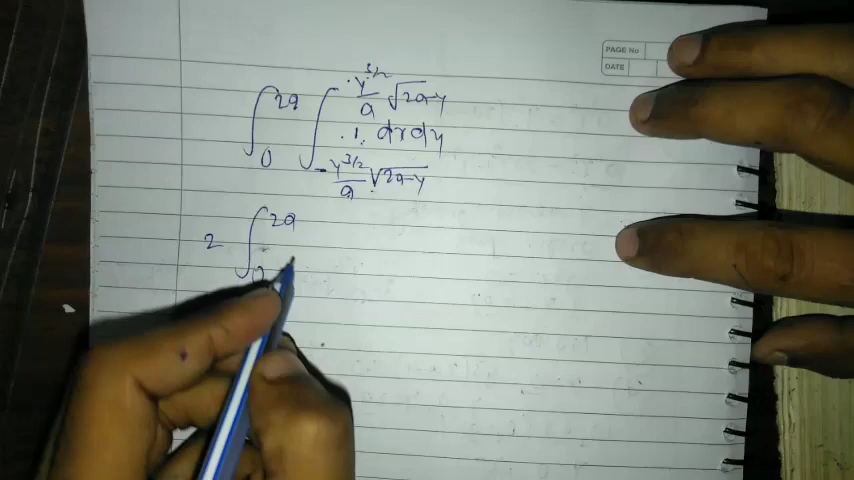 PAGE No
DATE
∫₀^{2a} ∫_{-y^{3/2}/a √(2a-y)}^{y^{3/2}/a √(2a-y)} 1. dx dy
2 ∫₀^{2a}